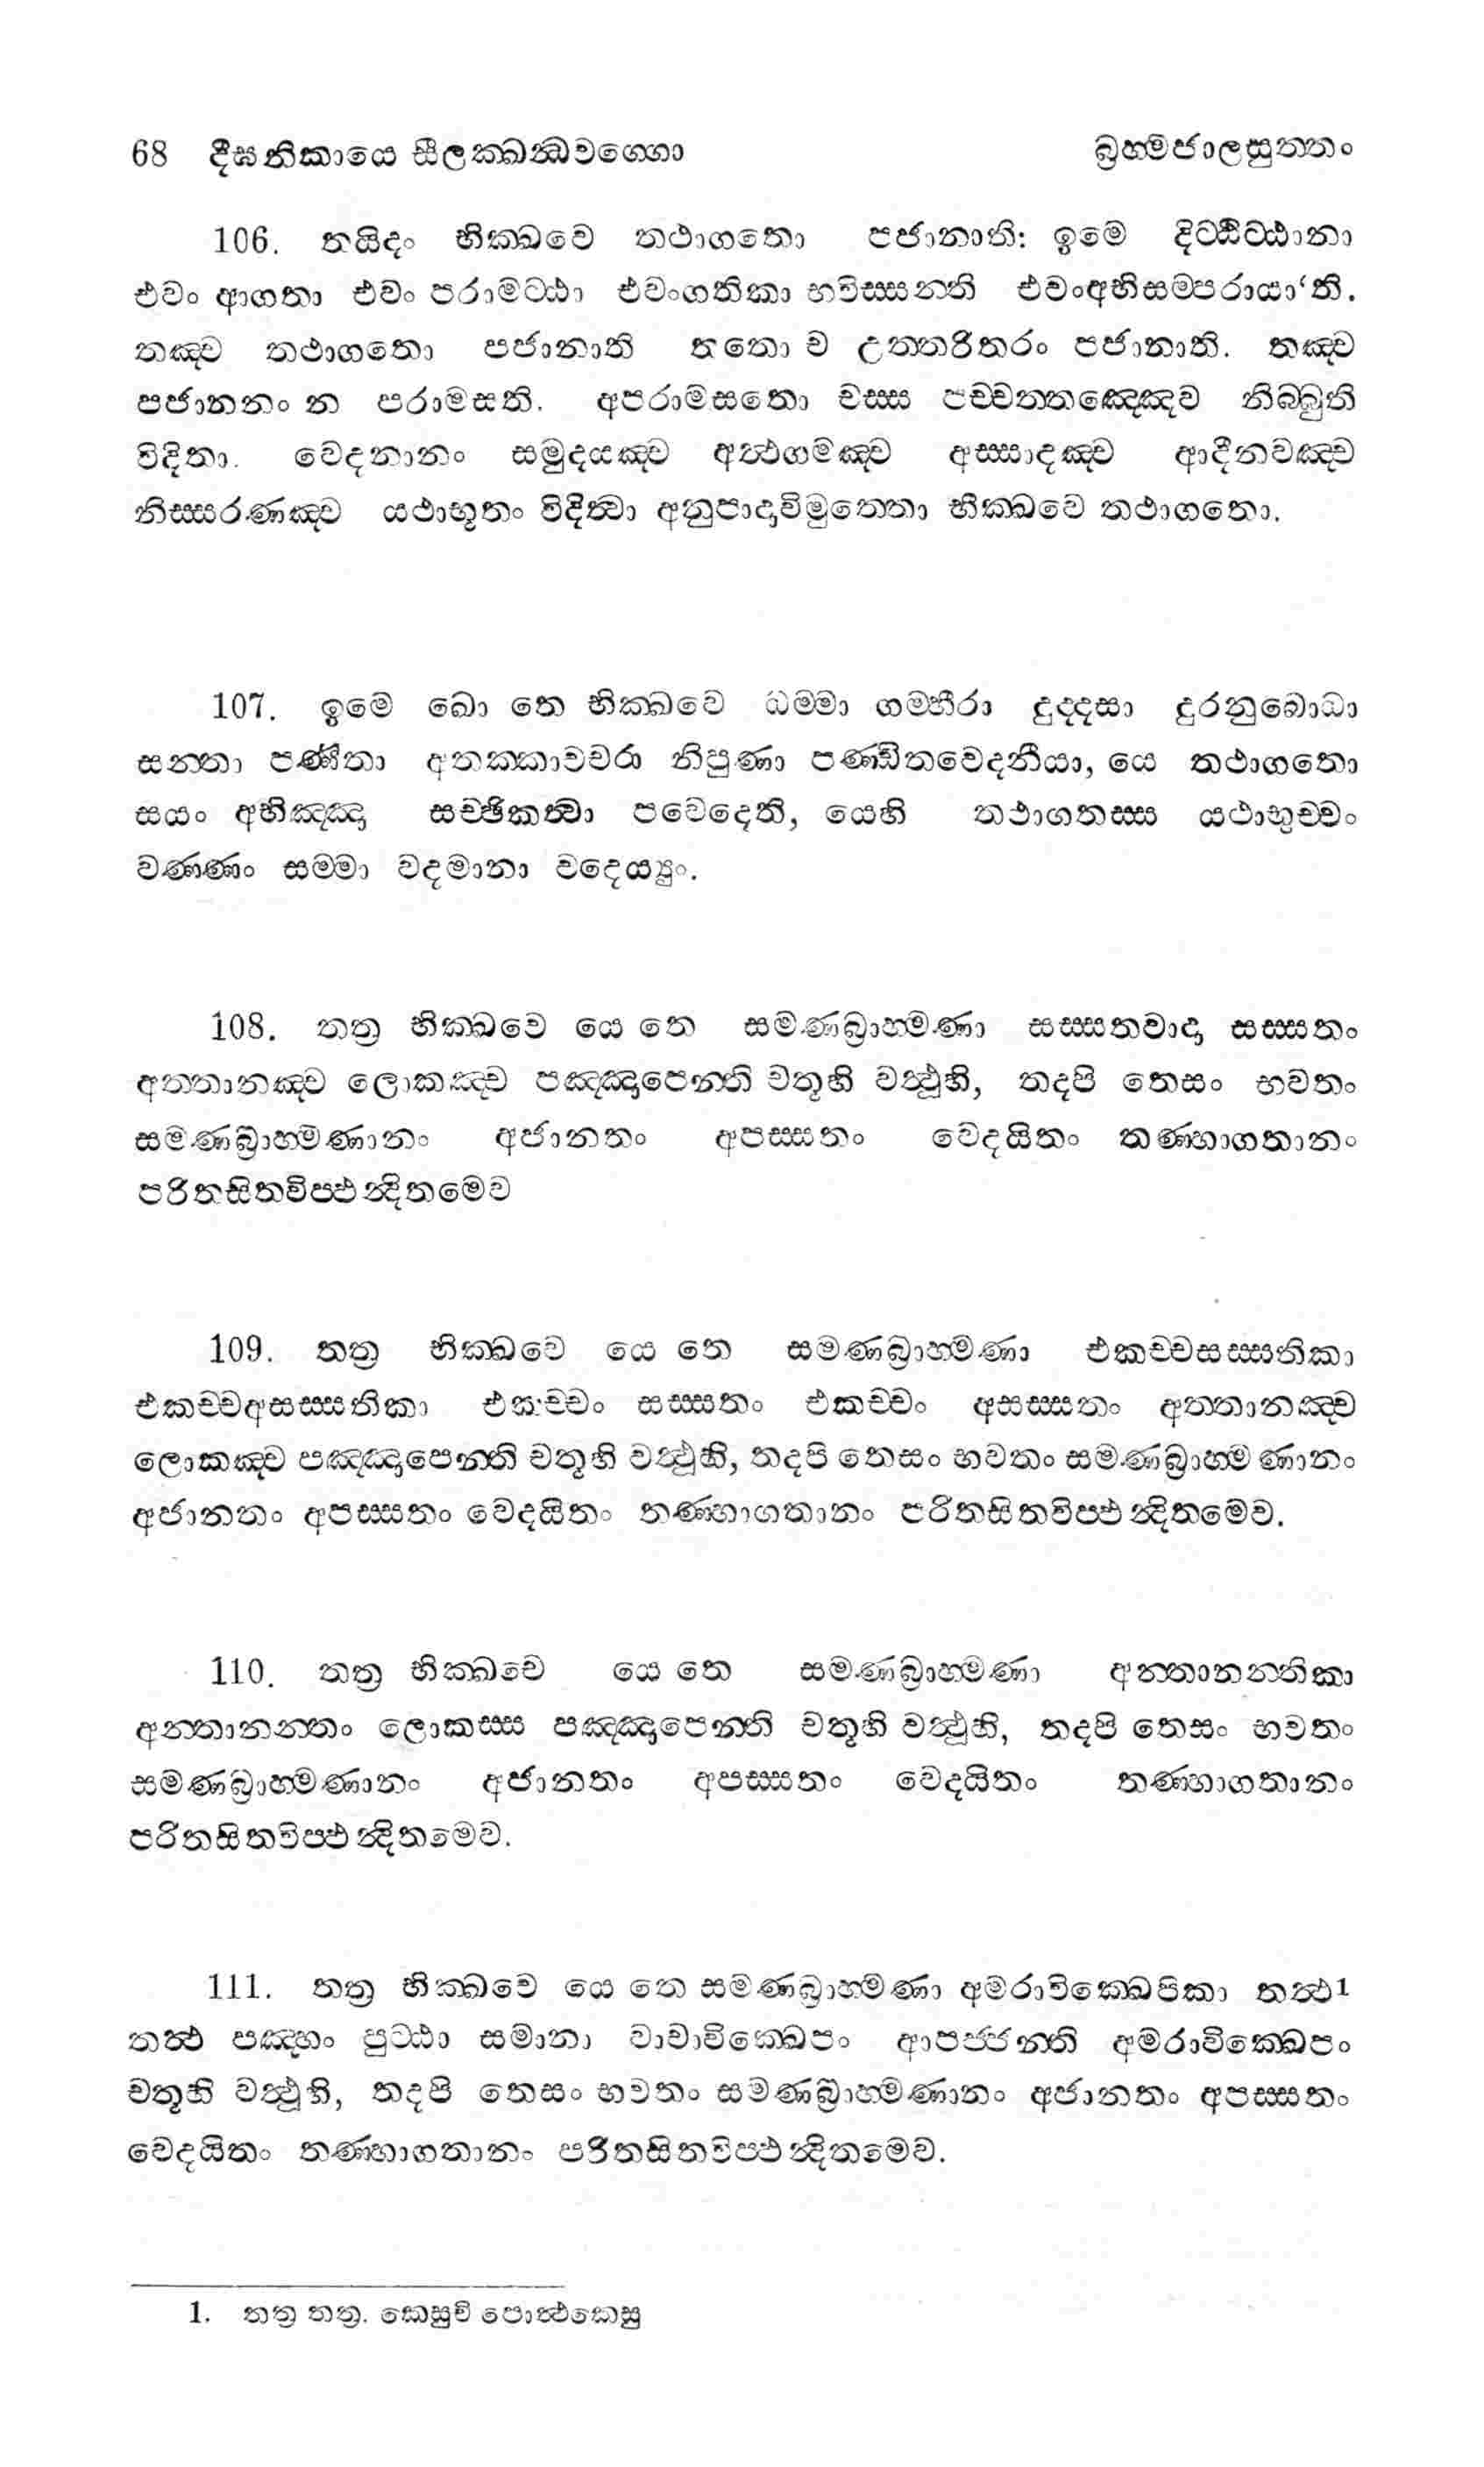 68 දීඝනිකායෙ සීලක්ඛන්ධවග්ගො බ්‍රහ්මජාලසුත්තං
106. තයිදං භික්ඛවෙ තථාගතො පජානාති: ඉමෙ දිට්ඨිට්ඨානා
එවං ආගතා එවං පරාමට්ඨා එවංගතිකා භවිස්සන්ති එවංඅභිසම්පරායා‘ති.
තඤ්ච තථාගතො පජානාති තතො ච උත්තරිතරං පජානාති. තඤ්ච
පජානනං න පරාමසති. අපරාමසතො චස්ස පච්චත්තඤ්ඤෙව නිබ්බුති
විදිතා. වෙදනානං සමුදයඤ්ච අත්ථගමඤ්ච අස්සාදඤ්ච ආදීනවඤ්ච
නිස්සරණඤ්ච යථාභූතං විදිත්වා අනුපාදාවිමුත්තො භික්ඛවෙ තථාගතො.
107. ඉමෙ ඛො තෙ භික්ඛවෙ ධම්මා ගම්භීරා දුද්දසා දුරනුබොධා
සන්තා පණීතා අතක්කාවචරා නිපුණා පණ්ඩිතවෙදනීයා, යෙ තථාගතො
සයං අභිඤ්ඤා සච්ඡිකත්වා පවෙදෙති, යෙහි තථාගතස්ස යථාභුච්චං
වණ්ණං සම්මා වදමානා වදෙය්‍යුං.
108. තත්‍ර භික්ඛවෙ යෙ තෙ සමණබ්‍රාහ්මණා සස්සතවාදා සස්සතං
අත්තානඤ්ච ලොකඤ්ච පඤ්ඤාපෙන්ති චතූහි වත්ථූහි, තදපි තෙසං භවතං
සමණබ්‍රාහ්මණානං අජානතං අපස්සතං වෙදයිතං තණ්හාගතානං
පරිතසිතවිප්ඵන්දිතමෙව
109. තත්‍ර භික්ඛවෙ යෙ තෙ සමණබ්‍රාහ්මණා එකච්චසස්සතිකා
එකච්චඅසස්සතිකා එකච්චං සස්සතං එකච්චං අසස්සතං අත්තානඤ්ච
ලොකඤ්ච පඤ්ඤාපෙන්ති චතූහි වත්ථූහි, තදපි තෙසං භවතං සමණබ්‍රාහ්මණානං
අජානතං අපස්සතං වෙදයිතං තණ්හාගතානං පරිතසිතවිප්ඵන්දිතමෙව.
110. තත්‍ර භික්ඛවෙ යෙ තෙ සමණබ්‍රාහ්මණා අන්තානන්තිකා
අන්තානන්තං ලොකස්ස පඤ්ඤාපෙන්ති චතූහි වත්ථූහි, තදපි තෙසං භවතං
සමණබ්‍රාහ්මණානං අජානතං අපස්සතං වෙදයිතං තණ්හාගතානං
පරිතසිතවිප්ඵන්දිතමෙව.
111. තත්‍ර භික්ඛවෙ යෙ තෙ සමණබ්‍රාහ්මණා අමරාවික්ඛෙපිකා තත්ථ1
තත්ථ පඤ්හං පුට්ඨා සමානා වාචාවික්ඛෙපං ආපජ්ජන්ති අමරාවික්ඛෙපං
චතූහි වත්ථූහි, තදපි තෙසං භවතං සමණබ්‍රාහ්මණානං අජානතං අපස්සතං
වෙදයිතං තණ්හාගතානං පරිතසිතවිප්ඵන්දිතමෙව.
1. තත්‍ර තත්‍ර. කෙසුචි පොත්ථකෙසු